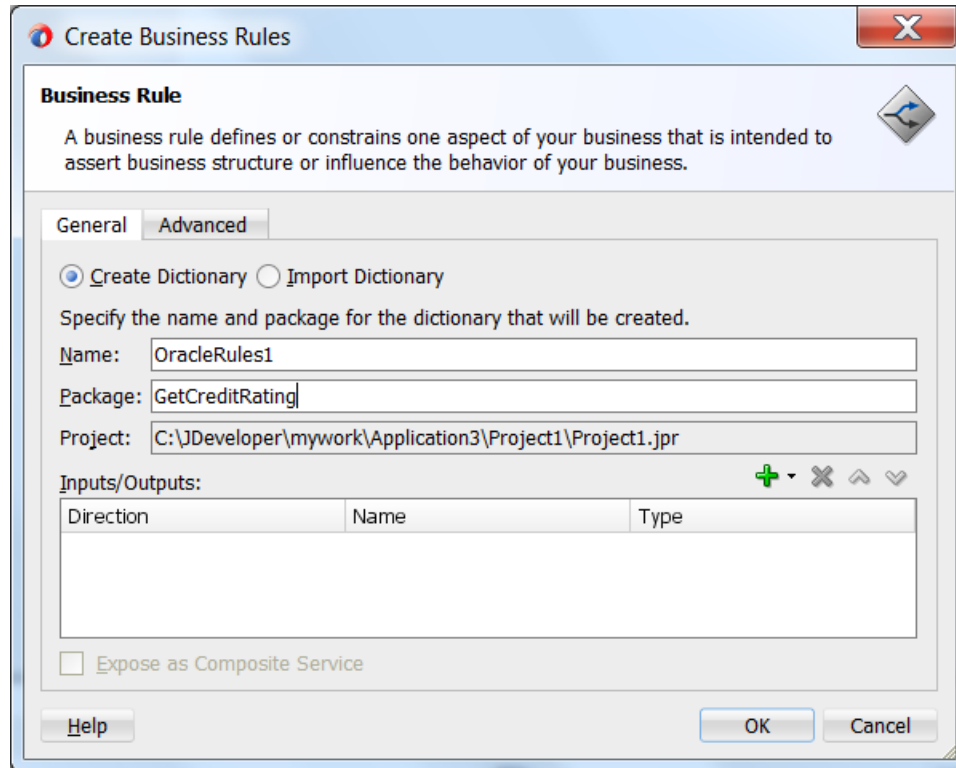 Create Business Rules
Business Rule
A business rule defines or constrains one aspect of your business that is intended to
assert business structure or influence the behavior of your business.
General Advanced
Create Dictionary Import Dictionary
Specify the name and package for the dictionary that will be created.
Name: OracleRules1
Package: GetCreditRating
Project: C:\JDeveloper\mywork\Application3\Project1\Project1.jpr
Inputs/Outputs:
Direction Name Type
Expose as Composite Service
Help OK Cancel